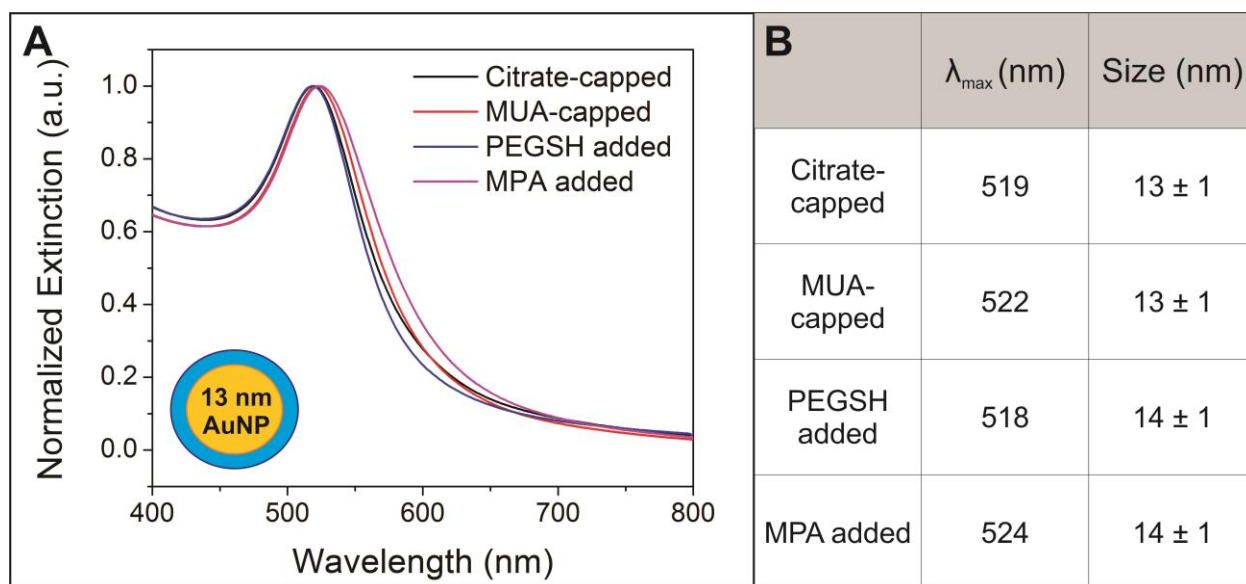 A
Normalized Extinction (a.u.)
1.0
0.8
0.6
0.4
0.2
0.0
Citrate-capped
MUA-capped
PEGSH added
MPA added
13 nm
AuNP
400
500
600
700
800
Wavelength (nm)
B
λmax (nm)
Size (nm)
Citrate-
capped
519
13 ± 1
MUA-
capped
522
13 ± 1
PEGSH
added
518
14 ± 1
MPA added
524
14 ± 1